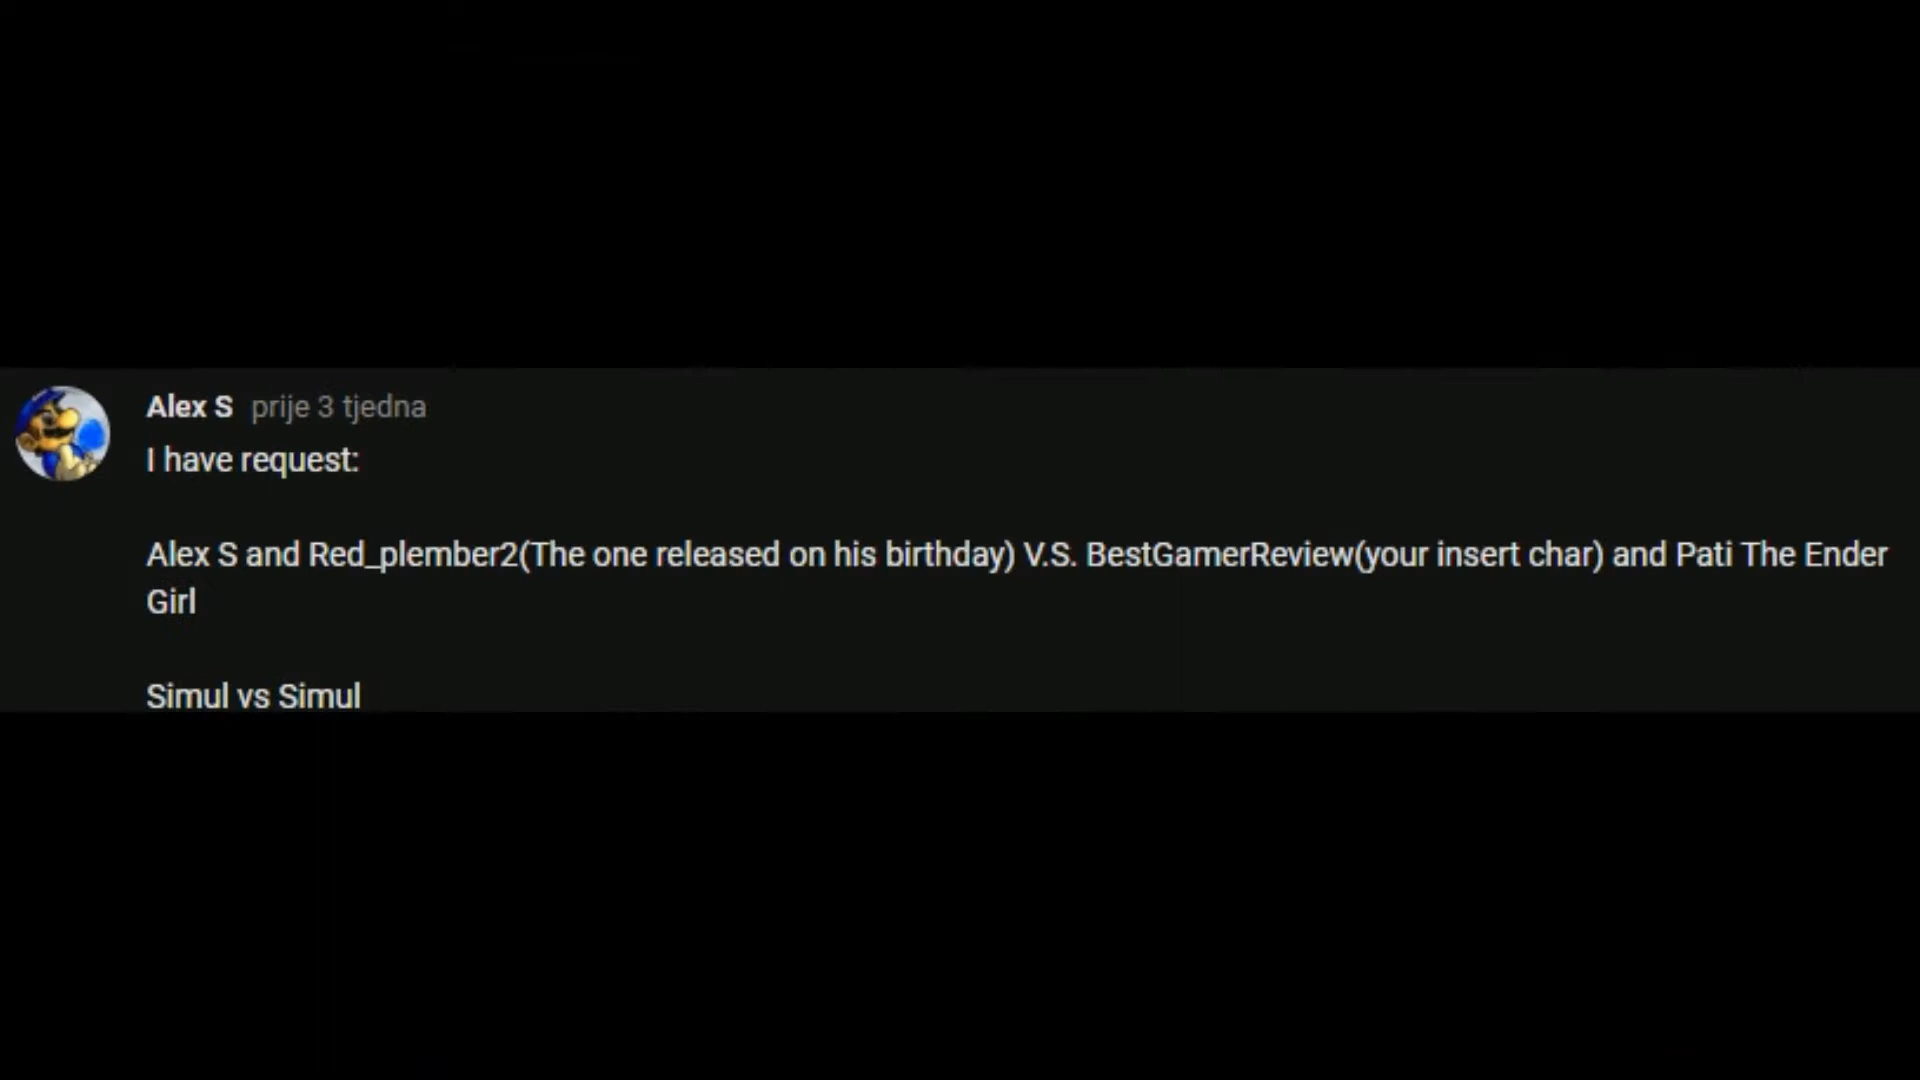 Alex S prije 3 tjedna
I have request:
Alex S and Red_plember2(The one released on his birthday) V.S. BestGamerReview(your insert char) and Pati The Ender
Girl
Simul vs Simul